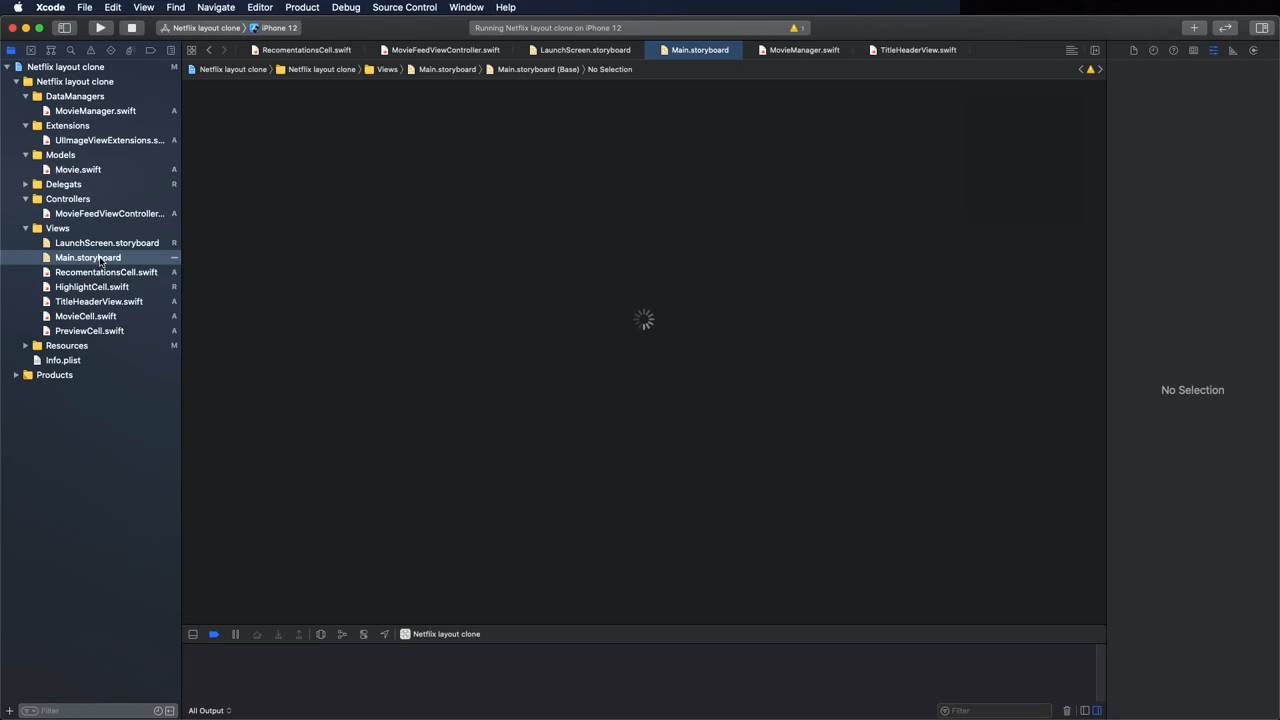 Xcode File Edit View Find Navigate Editor Product Debug Source Control Window Help
Netflix layout clone 〉 iPhone 12
Running Netflix layout clone on iPhone 12
1
RecomentationsCell.swift
MovieFeedViewController.swift
LaunchScreen.storyboard
Main.storyboard
MovieManager.swift
TitleHeaderView.swift
Netflix layout clone 〉 Netflix layout clone 〉 Views 〉 Main.storyboard 〉 Main.storyboard (Base) 〉 No Selection
Netflix layout clone M
Netflix layout clone
DataManagers
MovieManager.swift A
Extensions
UIImageViewExtensions.s... A
Models
Movie.swift A
Delegats R
Controllers
MovieFeedViewController... A
Views
LaunchScreen.storyboard R
Main.storyboard –
RecomentationsCell.swift A
HighlightCell.swift R
TitleHeaderView.swift A
MovieCell.swift A
PreviewCell.swift A
Resources M
Info.plist
Products
No Selection
Netflix layout clone
Filter
All Output
Filter